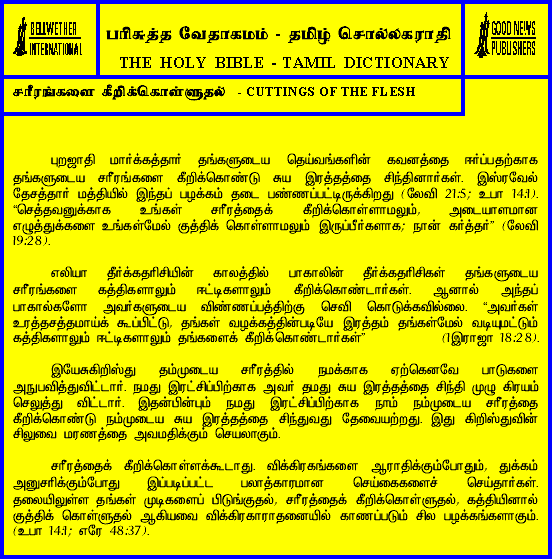 BELLWETHER
INTERNATIONAL
பரிசுத்த வேதாகமம் - தமிழ் சொல்லகராதி
THE HOLY BIBLE - TAMIL DICTIONARY
GOOD NEWS
PUBLISHERS
சரீரங்களை கீறிக்கொள்ளுதல் - CUTTINGS OF THE FLESH
புறஜாதி மார்க்கத்தார் தங்களுடைய தெய்வங்களின் கவனத்தை ஈர்ப்பதற்காக
தங்களுடைய சரீரங்களை கீறிக்கொண்டு சுய இரத்தத்தை சிந்தினார்கள். இஸ்ரவேல்
தேசத்தார் மத்தியில் இந்தப் பழக்கம் தடை பண்ணப்பட்டிருக்கிறது (லேவி 21:5; உபா 14:1).
“செத்தவனுக்காக உங்கள் சரீரத்தைக் கீறிக்கொள்ளாமலும், அடையாளமான
எழுத்துக்களை உங்கள்மேல் குத்திக் கொள்ளாமலும் இருப்பீர்களாக; நான் கர்த்தர்” (லேவி
19:28).
எலியா தீர்க்கதரிசியின் காலத்தில் பாகாலின் தீர்க்கதரிசிகள் தங்களுடைய
சரீரங்களை கத்திகளாலும் ஈட்டிகளாலும் கீறிக்கொண்டார்கள். ஆனால் அந்தப்
பாகால்களோ அவர்களுடைய விண்ணப்பத்திற்கு செவி கொடுக்கவில்லை. “அவர்கள்
உரத்தசத்தமாய்க் கூப்பிட்டு, தங்கள் வழக்கத்தின்படியே இரத்தம் தங்கள்மேல் வடியுமட்டும்
கத்திகளாலும் ஈட்டிகளாலும் தங்களைக் கீறிக்கொண்டார்கள்” (1இராஜா 18:28).
இயேசுகிறிஸ்து தம்முடைய சரீரத்தில் நமக்காக ஏற்கெனவே பாடுகளை
அநுபவித்துவிட்டார். நமது இரட்சிப்பிற்காக அவர் தமது சுய இரத்தத்தை சிந்தி முழு கிரயம்
செலுத்து விட்டார். இதன்பின்பும் நமது இரட்சிப்பிற்காக நாம் நம்முடைய சரீரத்தை
கீறிக்கொண்டு நம்முடைய சுய இரத்தத்தை சிந்துவது தேவையற்றது. இது கிறிஸ்துவின்
சிலுவை மரணத்தை அவமதிக்கும் செயலாகும்.
சரீரத்தைக் கீறிக்கொள்ளக்கூடாது. விக்கிரகங்களை ஆராதிக்கும்போதும், துக்கம்
அனுசரிக்கும்போது இப்படிப்பட்ட பலாத்காரமான செய்கைகளைச் செய்தார்கள்.
தலையிலுள்ள தங்கள் முடிகளைப் பிடுங்குதல், சரீரத்தைக் கீறிக்கொள்ளுதல், கத்தியினால்
குத்திக் கொள்ளுதல் ஆகியவை விக்கிரகாராதனையில் காணப்படும் சில பழக்கங்களாகும்.
(உபா 14:1; எரே 48:37).